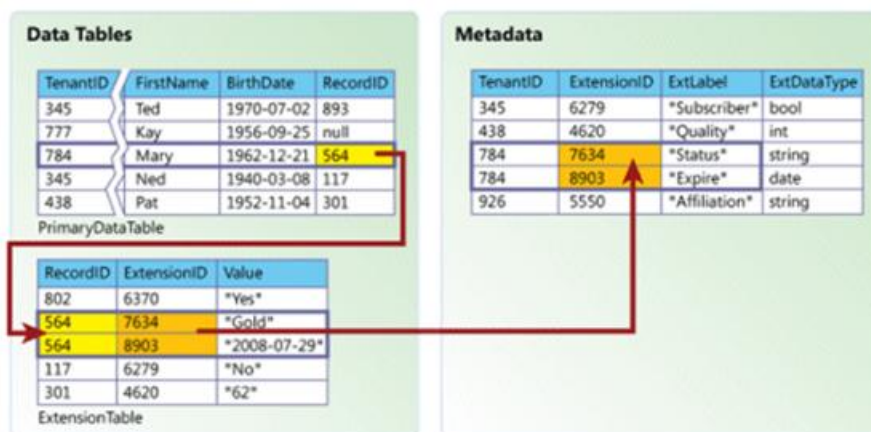 Data Tables
TenantID FirstName BirthDate RecordID
345 Ted 1970-07-02 893
777 Kay 1956-09-25 null
784 Mary 1962-12-21 564
345 Ned 1940-03-08 117
438 Pat 1952-11-04 301
PrimaryDataTable
RecordID ExtensionID Value
802 6370 "Yes"
564 7634 "Gold"
564 8903 "2008-07-29"
117 6279 "No"
301 4620 "62"
ExtensionTable
Metadata
TenantID ExtensionID ExtLabel ExtDataType
345 6279 "Subscriber" bool
438 4620 "Quality" int
784 7634 "Status" string
784 8903 "Expire" date
926 5550 "Affiliation" string